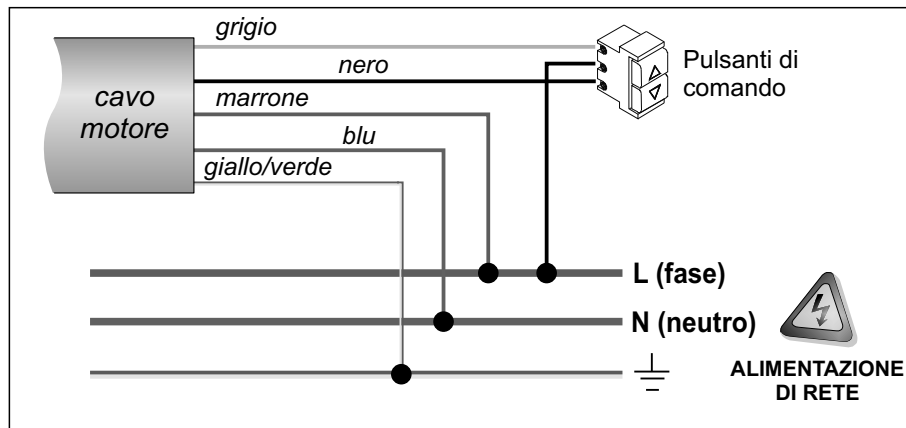 grigio
nero
marrone
blu
giallo/verde
cavo
motore
Pulsanti di
comando
L (fase)
N (neutro)
ALIMENTAZIONE
DI RETE